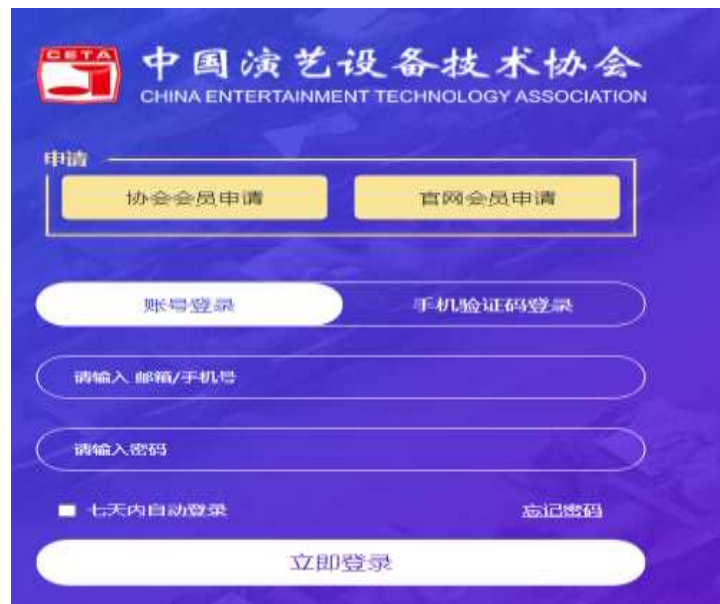 CETA
中国演艺设备技术协会
CHINA ENTERTAINMENT TECHNOLOGY ASSOCIATION
申请
协会会员申请 官网会员申请
账号登录 手机验证码登录
请输入 邮箱/手机号
请输入密码
七天内自动登录 忘记密码
立即登录